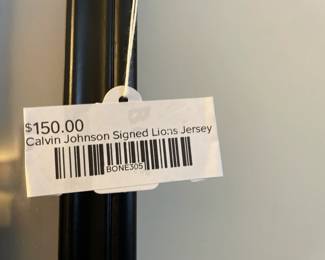 $150.00
Calvin Johnson Signed Lions Jersey
BONE305